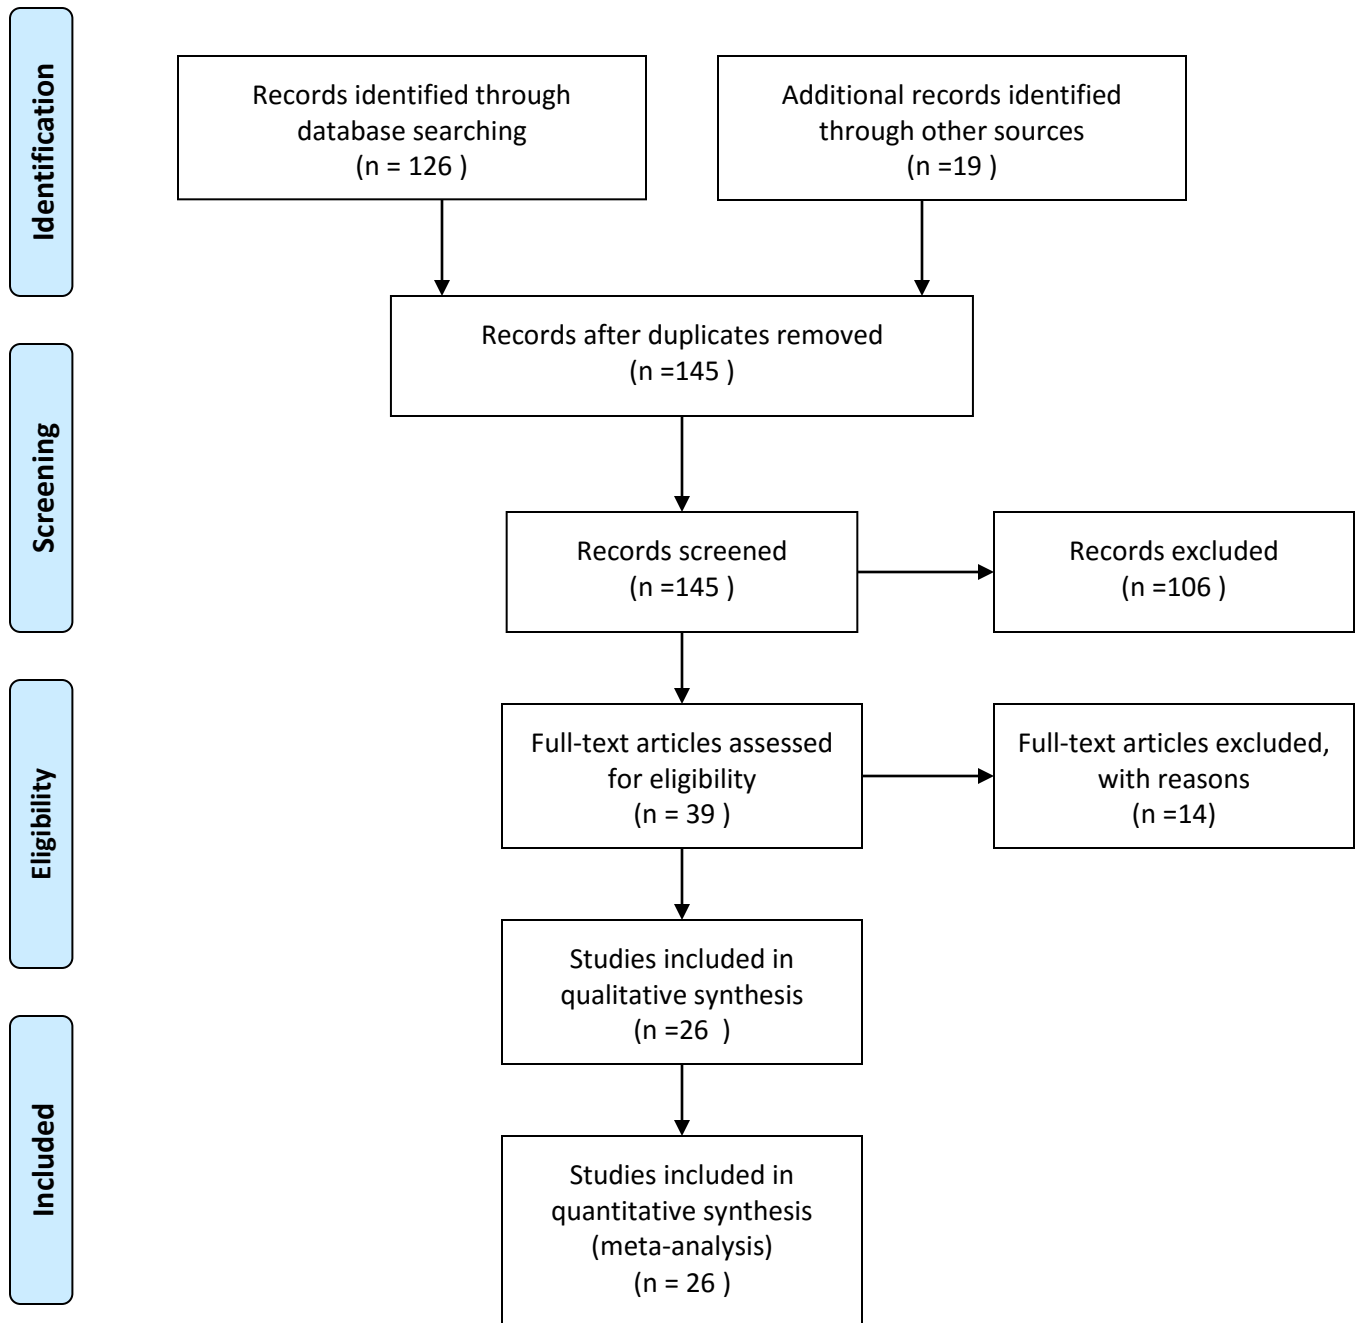 Identification
Records identified through
database searching
(n = 126 )
Additional records identified
through other sources
(n =19 )
Records after duplicates removed
(n =145 )
Screening
Records screened
(n =145 )
Records excluded
(n =106 )
Eligibility
Full-text articles assessed
for eligibility
(n = 39 )
Full-text articles excluded,
with reasons
(n =14)
Studies included in
qualitative synthesis
(n =26  )
Included
Studies included in
quantitative synthesis
(meta-analysis)
(n = 26 )